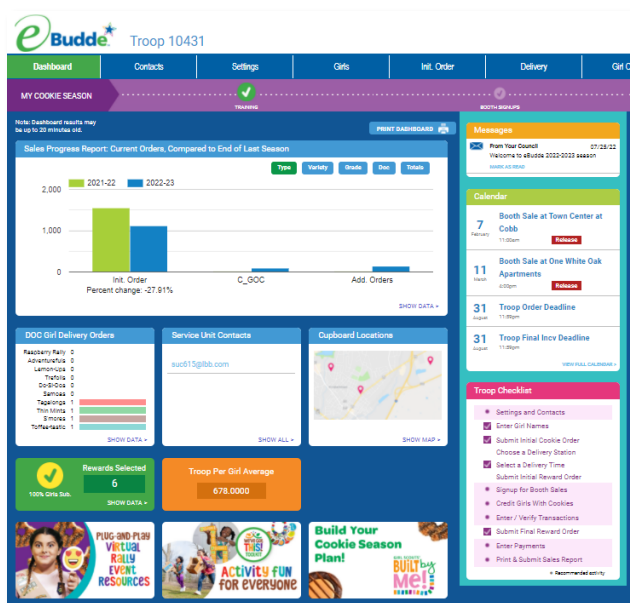 eBudde
Troop 10431
Dashboard Contacts Settings Girls Init. Order Delivery Girl O
MY COOKIE SEASON
TRAINING
BOOTH SIGNUPS
Note: Dashboard results may
be up to 20 minutes old.
PRINT DASHBOARD
Sales Progress Report: Current Orders, Compared to End of Last Season
Type Variety Grade Doc Totals
2021-22 2022-23
2,000
1,000
0
Init. Order C_GOC Add. Orders
Percent change: -27.91%
SHOW DATA »
DOC Girl Delivery Orders
Raspberry Rally 0
Adventurefuls 0
Lemon-Ups 0
Trefoils 0
Do-Si-Dos 0
Samoas 0
Tagalongs 1
Thin Mints 1
S'mores 1
Toffee-tastic 1
SHOW DATA »
Service Unit Contacts
suc615@lbb.com
SHOW ALL »
Cupboard Locations
SHOW MAP »
100% Girls Sub.
Rewards Selected
6
SHOW DATA »
Troop Per Girl Average
678.0000
PLUG-AND-PLAY
VIRTUAL
RALLY
EVENT
RESOURCES
THIS!
ACTIVITY FUN
FOR EVERYONE
Build Your
Cookie Season
Plan!
BUILT by
Me!
Messages
From Your Council 07/25/22
Welcome to eBudde 2022-2023 season
MARK AS READ
Calendar
7
February
Booth Sale at Town Center at
Cobb
11:00am Release
11
March
Booth Sale at One White Oak
Apartments
4:00pm Release
31
August
Troop Order Deadline
11:59pm
31
August
Troop Final Incv Deadline
11:59pm
VIEW FULL CALENDAR »
Troop Checklist
Settings and Contacts
Enter Girl Names
Submit Initial Cookie Order
Choose a Delivery Station
Select a Delivery Time
Submit Initial Reward Order
Signup for Booth Sales
Credit Girls With Cookies
Enter / Verify Transactions
Submit Final Reward Order
Enter Payments
Print & Submit Sales Report
* Recommended activity